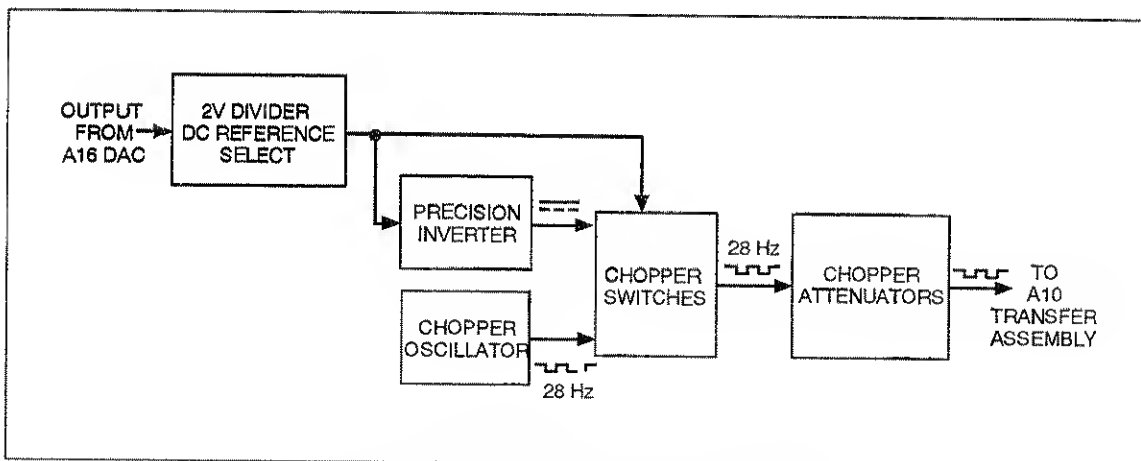 OUTPUT
FROM
A16 DAC
2V DIVIDER
DC REFERENCE
SELECT
PRECISION
INVERTER
CHOPPER
OSCILLATOR
28 Hz
CHOPPER
SWITCHES
28 Hz
CHOPPER
ATTENUATORS
TO
A10
TRANSFER
ASSEMBLY